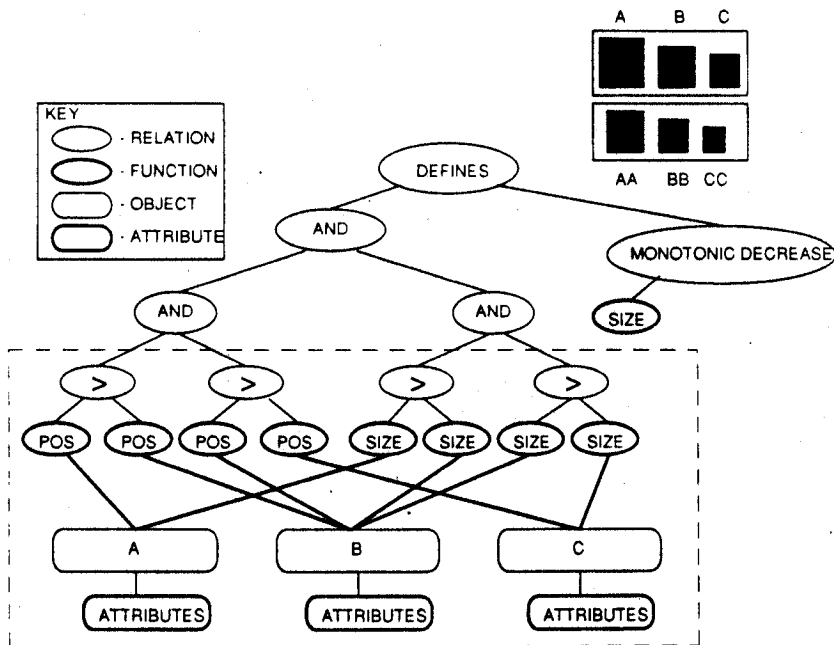 A B C
KEY
- RELATION
- FUNCTION
- OBJECT
- ATTRIBUTE
AA BB CC
DEFINES
AND
MONOTONIC DECREASE
AND AND
SIZE
> > > >
POS POS POS POS SIZE SIZE SIZE SIZE
A B C
ATTRIBUTES ATTRIBUTES ATTRIBUTES